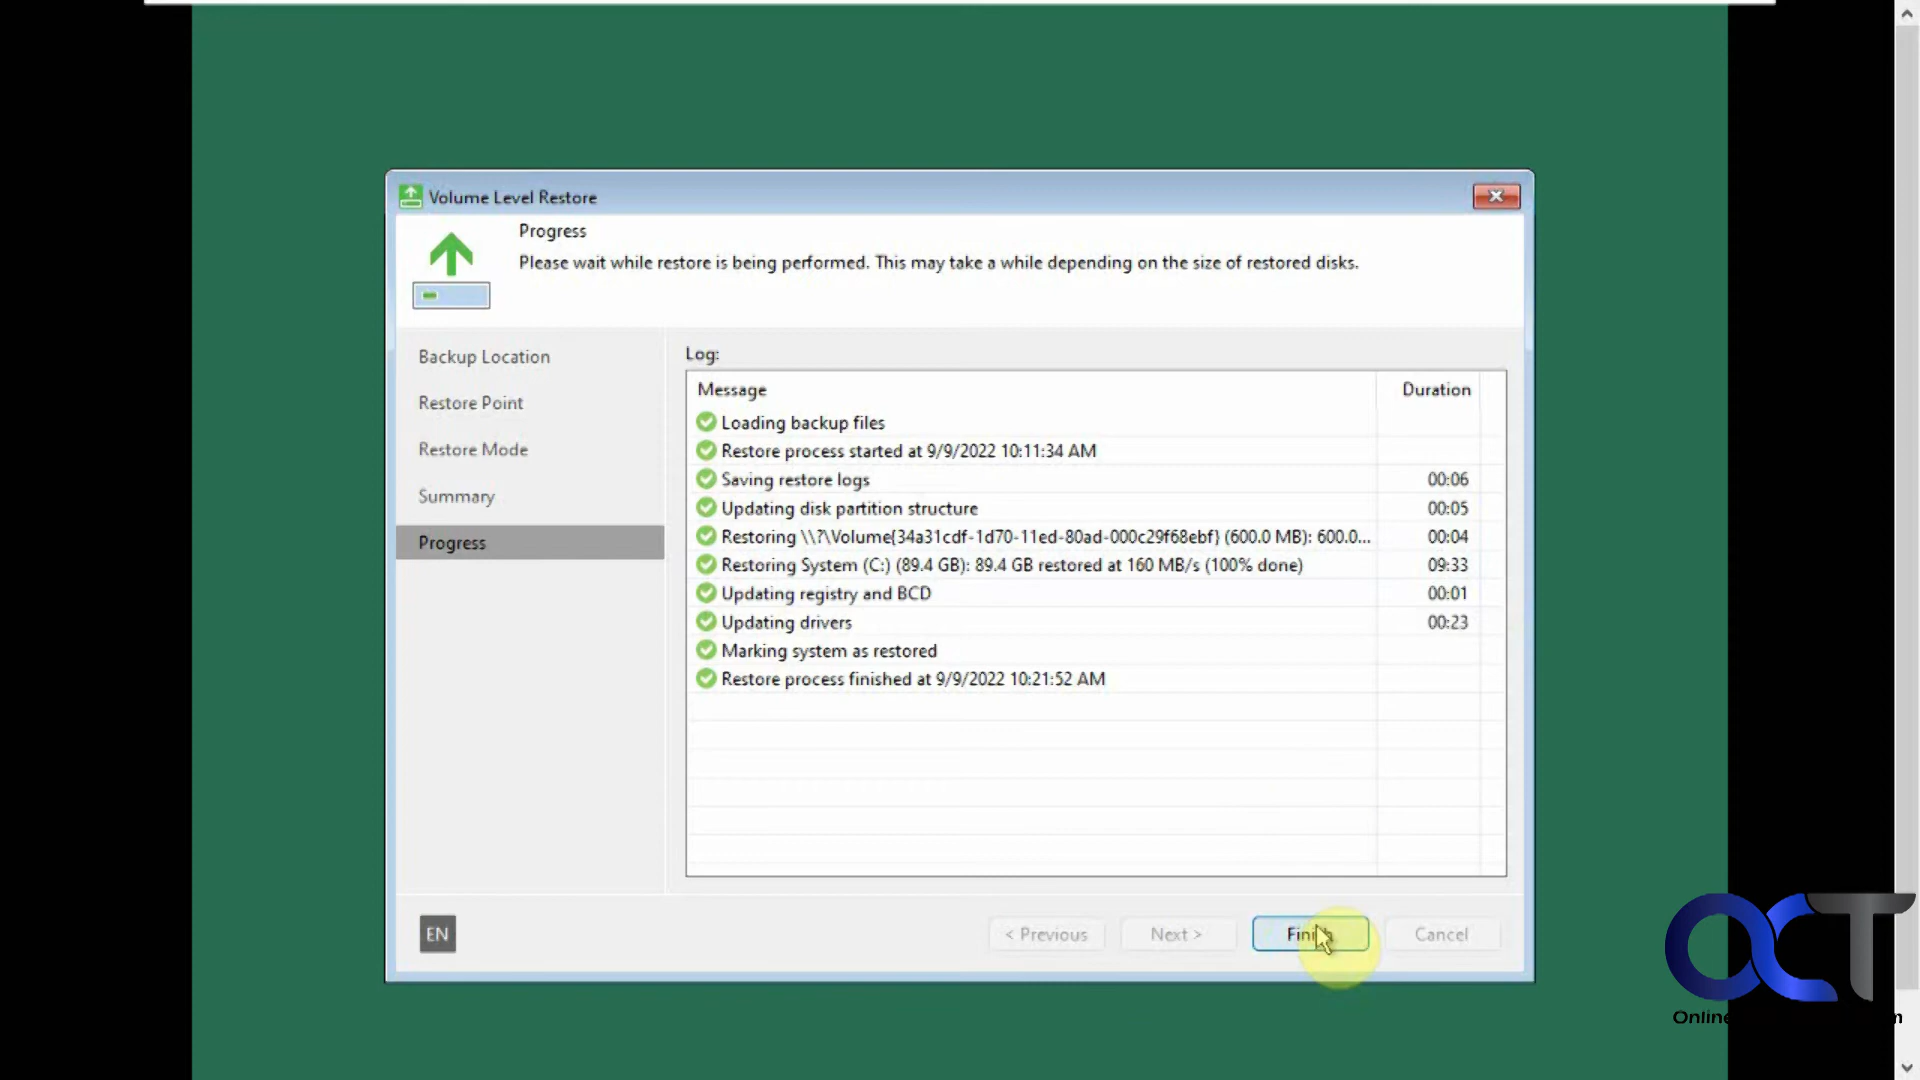 Volume Level Restore
Progress
Please wait while restore is being performed. This may take a while depending on the size of restored disks.
Backup Location
Restore Point
Restore Mode
Summary
Progress
Log:
Message Duration
Loading backup files
Restore process started at 9/9/2022 10:11:34 AM
Saving restore logs 00:06
Updating disk partition structure 00:05
Restoring \\?\Volume{34a31cdf-1d70-11ed-80ad-000c29f68ebf} (600.0 MB): 600.0... 00:04
Restoring System (C:) (89.4 GB): 89.4 GB restored at 160 MB/s (100% done) 09:33
Updating registry and BCD 00:01
Updating drivers 00:23
Marking system as restored
Restore process finished at 9/9/2022 10:21:52 AM
EN
< Previous
Next >
Finish
Cancel
OCT